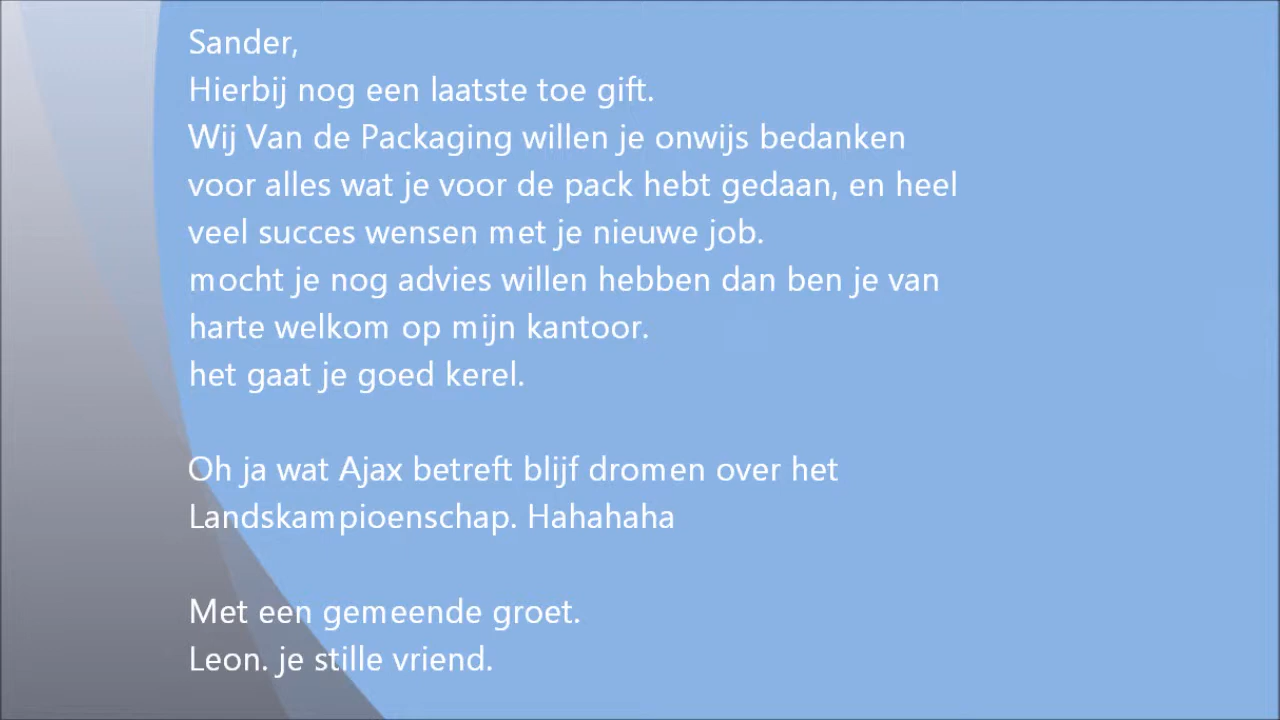 Sander,
Hierbij nog een laatste toe gift.
Wij Van de Packaging willen je onwijs bedanken
voor alles wat je voor de pack hebt gedaan, en heel
veel succes wensen met je nieuwe job.
mocht je nog advies willen hebben dan ben je van
harte welkom op mijn kantoor.
het gaat je goed kerel.
Oh ja wat Ajax betreft blijf dromen over het
Landskampioenschap. Hahahaha
Met een gemeende groet.
Leon. je stille vriend.